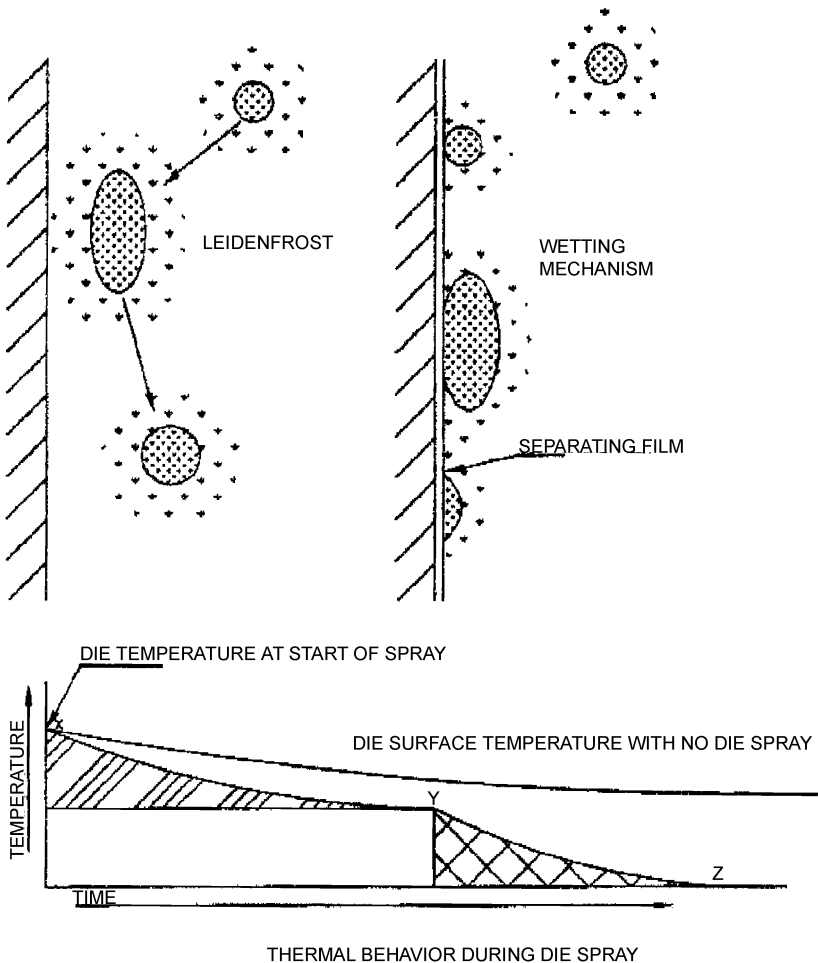 LEIDENFROST
WETTING
MECHANISM
SEPARATING FILM
DIE TEMPERATURE AT START OF SPRAY
DIE SURFACE TEMPERATURE WITH NO DIE SPRAY
TEMPERATURE
Y
Z
TIME
THERMAL BEHAVIOR DURING DIE SPRAY